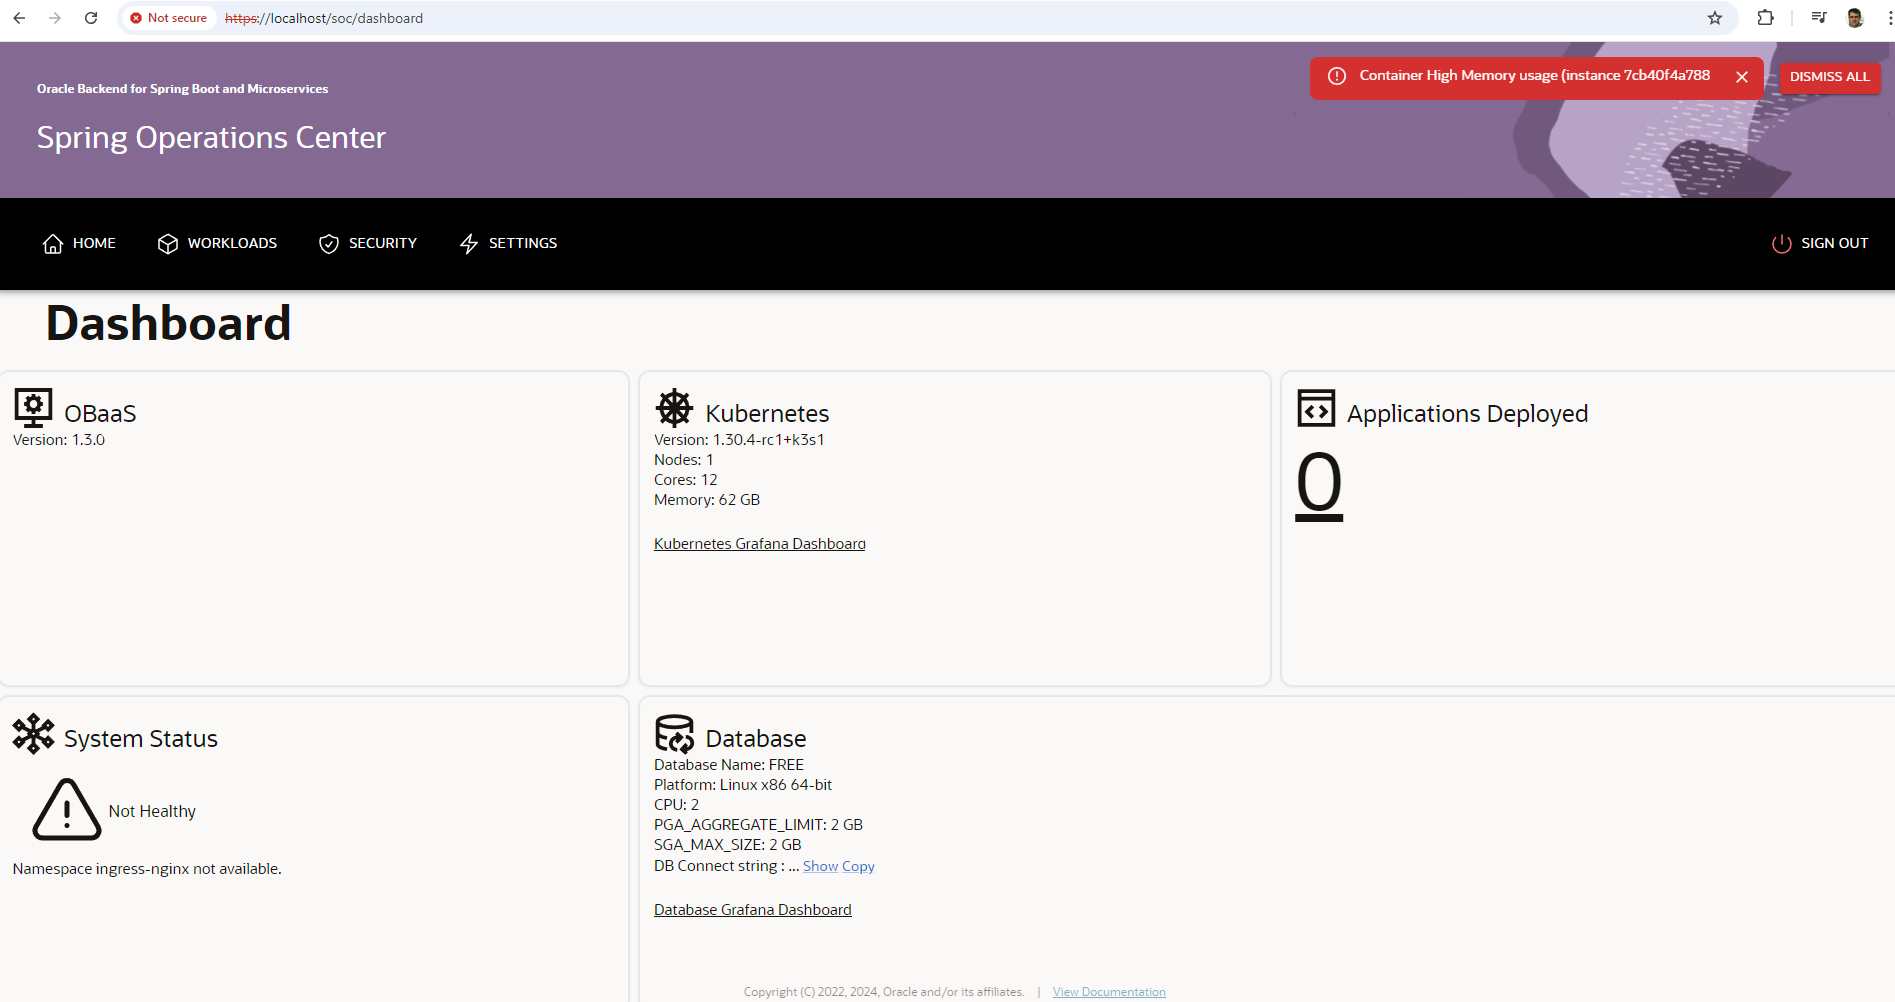 Not secure
https://localhost/soc/dashboard
Oracle Backend for Spring Boot and Microservices
Spring Operations Center
Container High Memory usage (instance 7cb40f4a788
DISMISS ALL
HOME
WORKLOADS
SECURITY
SETTINGS
SIGN OUT
Dashboard
OBaaS
Version: 1.3.0
Kubernetes
Version: 1.30.4-rc1+k3s1
Nodes: 1
Cores: 12
Memory: 62 GB
Kubernetes Grafana Dashboard
Applications Deployed
0
System Status
Not Healthy
Namespace ingress-nginx not available.
Database
Database Name: FREE
Platform: Linux x86 64-bit
CPU: 2
PGA_AGGREGATE_LIMIT: 2 GB
SGA_MAX_SIZE: 2 GB
DB Connect string : ... Show Copy
Database Grafana Dashboard
Copyright (C) 2022, 2024, Oracle and/or its affiliates. | View Documentation